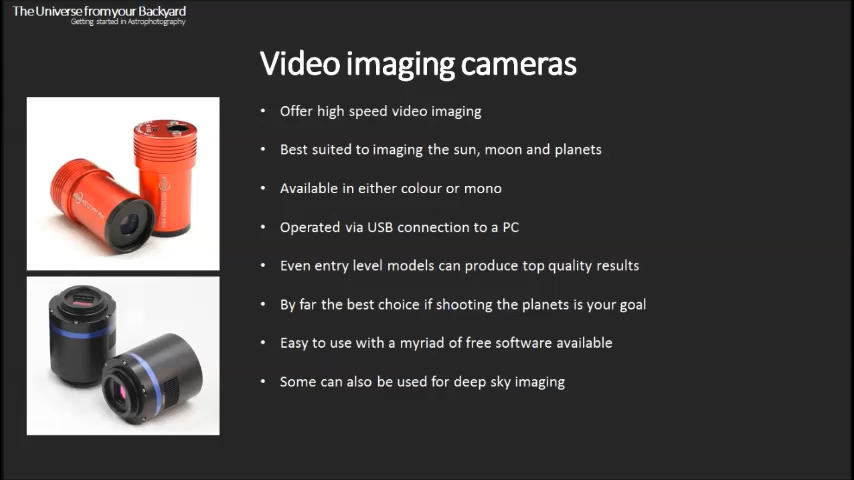 The Universe from your Backyard
Getting started in Astrophotography
Video imaging cameras
• Offer high speed video imaging
• Best suited to imaging the sun, moon and planets
• Available in either colour or mono
• Operated via USB connection to a PC
• Even entry level models can produce top quality results
• By far the best choice if shooting the planets is your goal
• Easy to use with a myriad of free software available
• Some can also be used for deep sky imaging